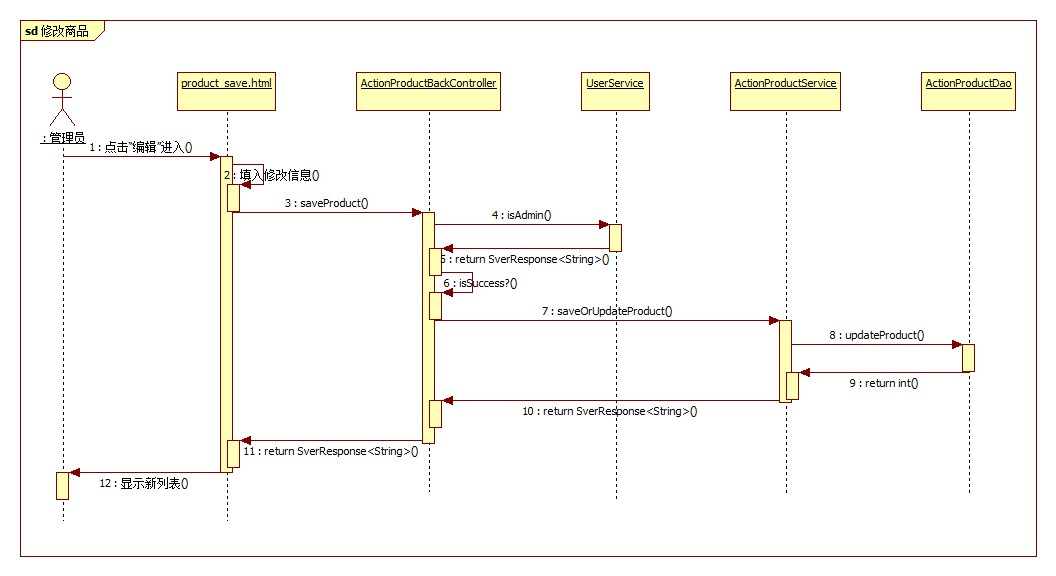 sd 修改商品
product_save.html
ActionProductBackController
UserService
ActionProductService
ActionProductDao
: 管理员
1 : 点击"编辑"进入()
2 : 填入修改信息()
3 : saveProduct()
4 : isAdmin()
5 : return SverResponse<String>()
6 : isSuccess?()
7 : saveOrUpdateProduct()
8 : updateProduct()
9 : return int()
10 : return SverResponse<String>()
11 : return SverResponse<String>()
12 : 显示新列表()